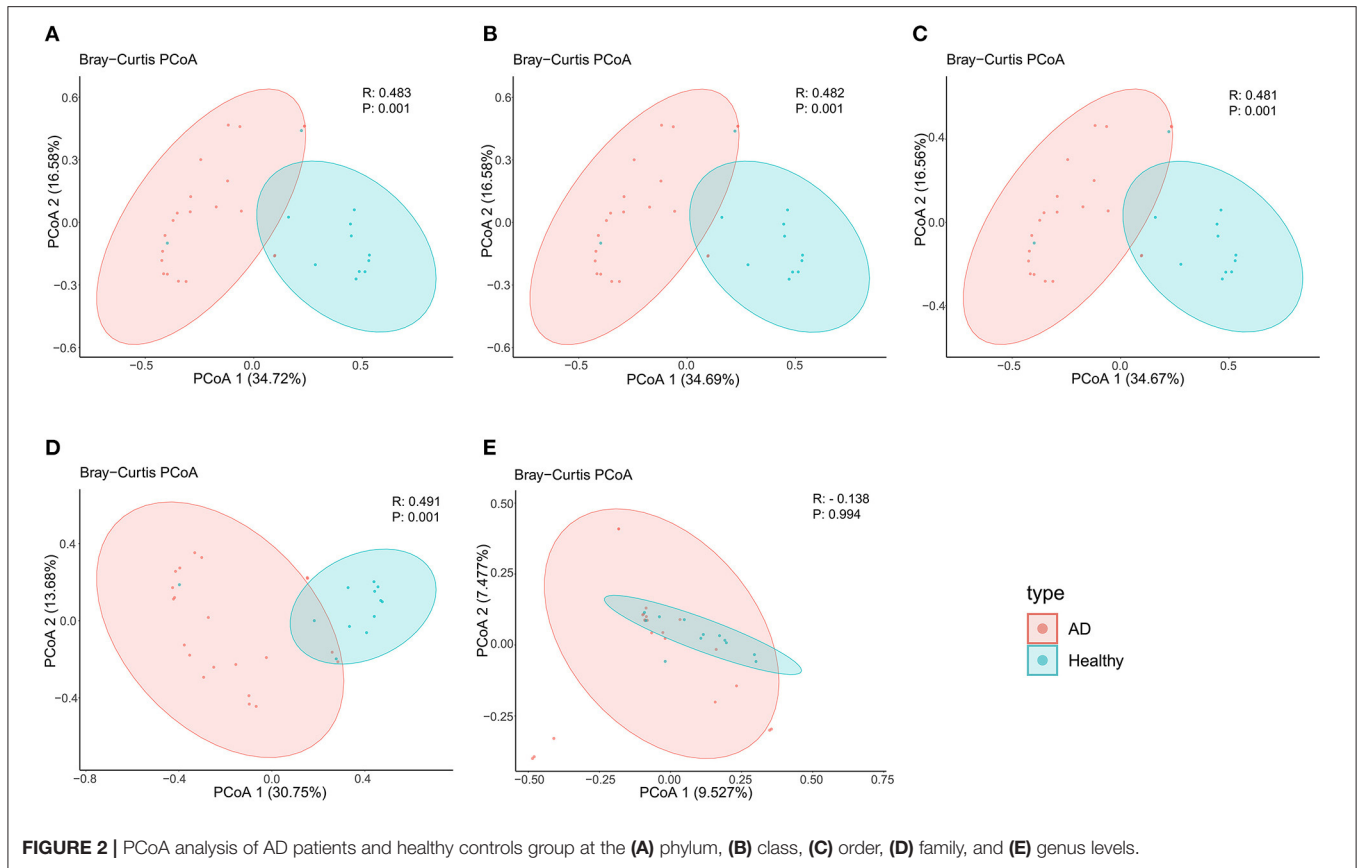 A
Bray−Curtis PCoA
R: 0.483
P: 0.001
0.6
0.3
0.0
−0.3
−0.6
PCoA 2 (16.58%)
−0.5
0.0
0.5
PCoA 1 (34.72%)
B
Bray−Curtis PCoA
R: 0.482
P: 0.001
0.6
0.3
0.0
−0.3
−0.6
PCoA 2 (16.58%)
−0.5
0.0
0.5
PCoA 1 (34.69%)
C
Bray−Curtis PCoA
R: 0.481
P: 0.001
0.4
0.0
−0.4
PCoA 2 (16.56%)
−0.5
0.0
0.5
PCoA 1 (34.67%)
D
Bray−Curtis PCoA
R: 0.491
P: 0.001
0.4
0.0
−0.4
PCoA 2 (13.68%)
−0.8
−0.4
0.0
0.4
PCoA 1 (30.75%)
E
Bray−Curtis PCoA
R: - 0.138
P: 0.994
0.50
0.25
0.00
−0.25
PCoA 2 (7.477%)
−0.50
−0.25
0.00
0.25
0.50
0.75
PCoA 1 (9.527%)
type
AD
Healthy
FIGURE 2 | PCoA analysis of AD patients and healthy controls group at the (A) phylum, (B) class, (C) order, (D) family, and (E) genus levels.